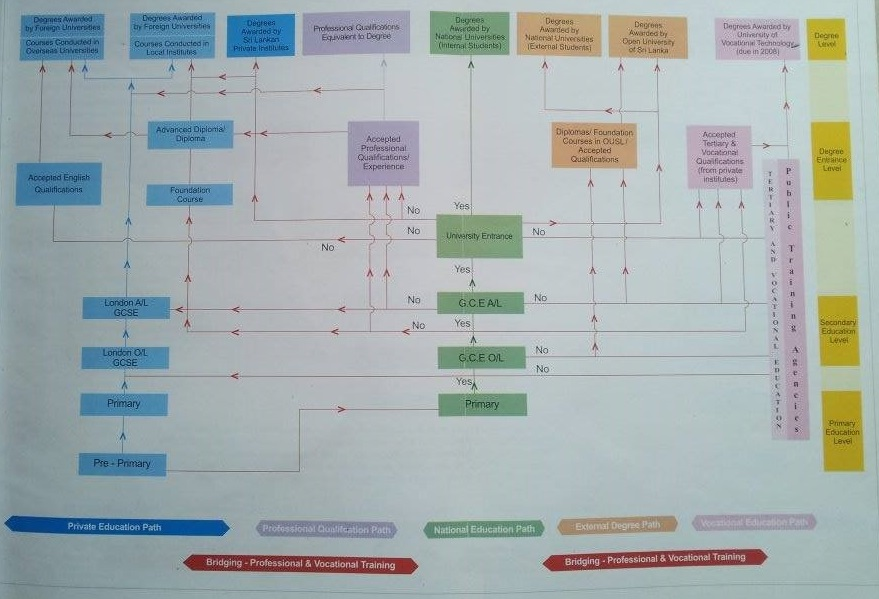 Degrees Awarded
by Foreign Universities
Courses Conducted in
Overseas Universities
Degrees Awarded
by Foreign Universities
Courses Conducted in
Local Institutes
Degrees
Awarded by
Sri Lankan
Private Institutes
Professional Qualifications
Equivalent to Degree
Degrees
Awarded by
National Universities
(Internal Students)
Degrees
Awarded by
National Universities
(External Students)
Degrees
Awarded by
Open University
of Sri Lanka
Degrees Awarded by
University of
Vocational Technology
(due in 2008)
Degree
Level
Advanced Diploma/
Diploma
Accepted
Professional
Qualifications/
Experience
Diplomas/ Foundation
Courses in OUSL/
Accepted
Qualifications
Accepted
Tertiary &
Vocational
Qualifications
(from private
institutes)
Degree
Entrance
Level
Accepted English
Qualifications
Foundation
Course
TERTIARY AND VOCATIONAL EDUCATION
Public Training Agencies
No
Yes
University Entrance
No
No
No
Yes
London A/L
GCSE
No
G.C.E A/L
No
No
Yes
Secondary
Education
Level
London O/L
GCSE
G.C.E O/L
No
No
Yes
Primary
Primary
Primary
Education
Level
Pre - Primary
Private Education Path
Professional Qualifcation Path
National Education Path
External Degree Path
Vocational Education Path
Bridging - Professional & Vocational Training
Bridging - Professional & Vocational Training